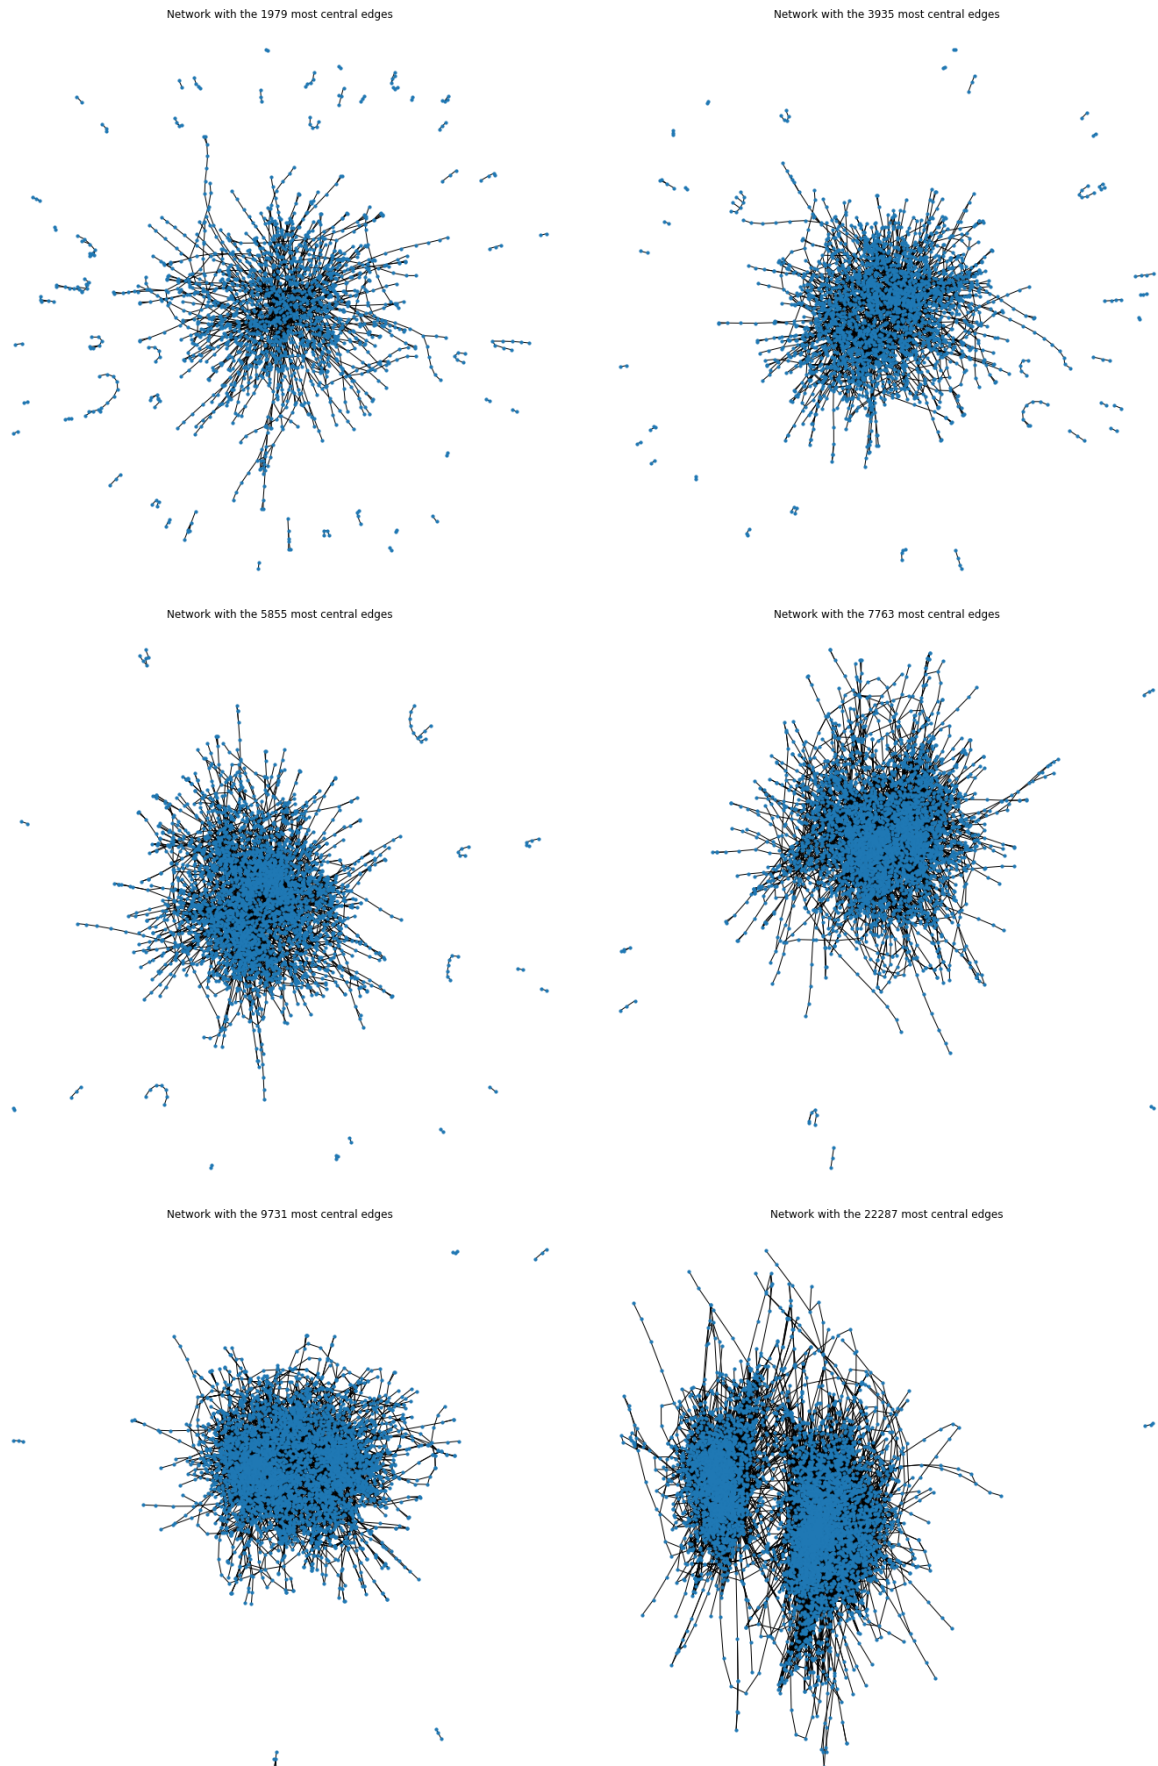 Network with the 1979 most central edges
Network with the 3935 most central edges
Network with the 5855 most central edges
Network with the 7763 most central edges
Network with the 9731 most central edges
Network with the 22287 most central edges